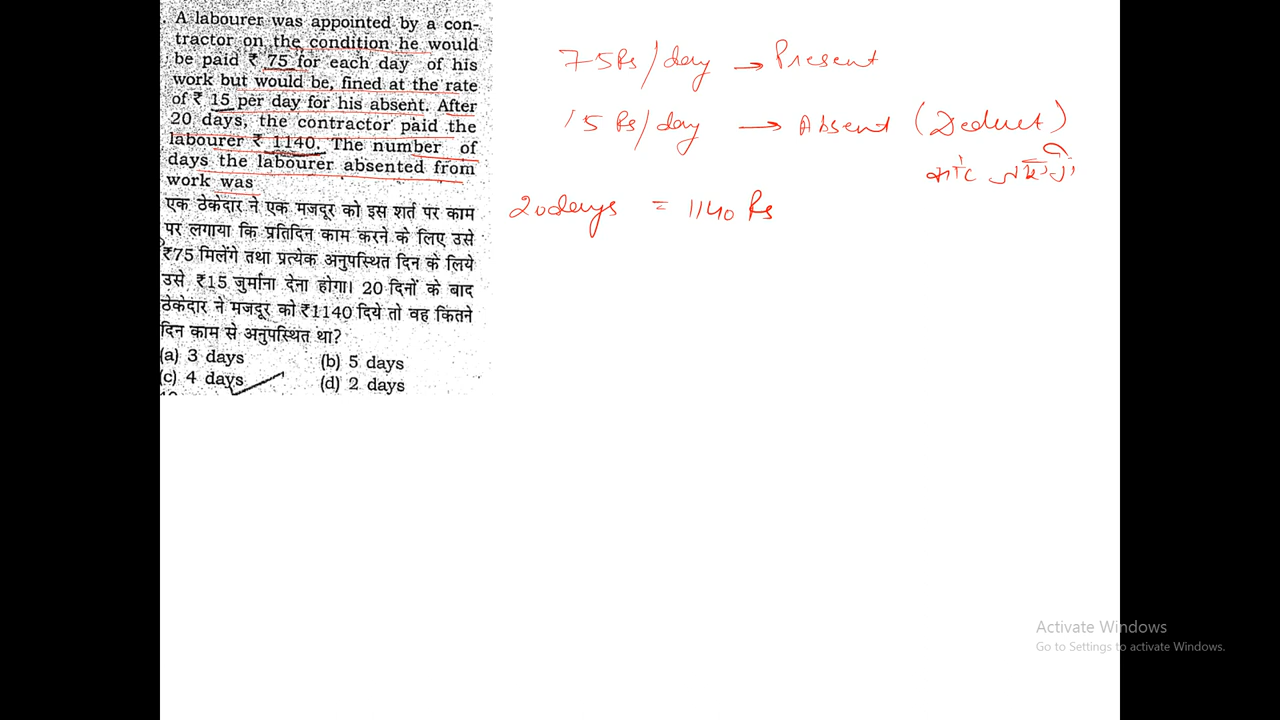 A labourer was appointed by a con-
tractor on the condition he would
be paid ₹ 75 for each day of his
work but would be, fined at the rate
of ₹ 15 per day for his absent. After
20 days, the contractor paid the
labourer ₹ 1140. The number of
days the labourer absented from
work was
एक ठेकेदार ने एक मजदूर को इस शर्त पर काम
पर लगाया कि प्रतिदिन काम करने के लिए उसे
₹75 मिलेंगे तथा प्रत्येक अनुपस्थित दिन के लिये
उसे ₹15 जुर्माना देना होगा। 20 दिनों के बाद
ठेकेदार ने मजदूर को ₹1140 दिये तो वह कितने
दिन काम से अनुपस्थित था?
(a) 3 days (b) 5 days
(c) 4 days (d) 2 days
75 Rs/day → Present
15 Rs/day → Absent (Deduct)
20 days = 1140 Rs
Activate Windows
Go to Settings to activate Windows.